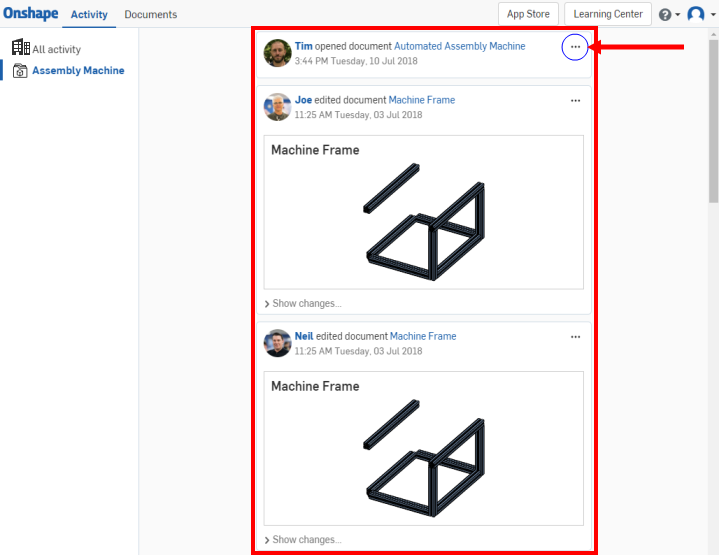 Onshape Activity Documents App Store Learning Center
All activity
Assembly Machine
Tim opened document Automated Assembly Machine
3:44 PM Tuesday, 10 Jul 2018
Joe edited document Machine Frame
11:25 AM Tuesday, 03 Jul 2018
Machine Frame
Show changes...
Neil edited document Machine Frame
11:25 AM Tuesday, 03 Jul 2018
Machine Frame
Show changes...